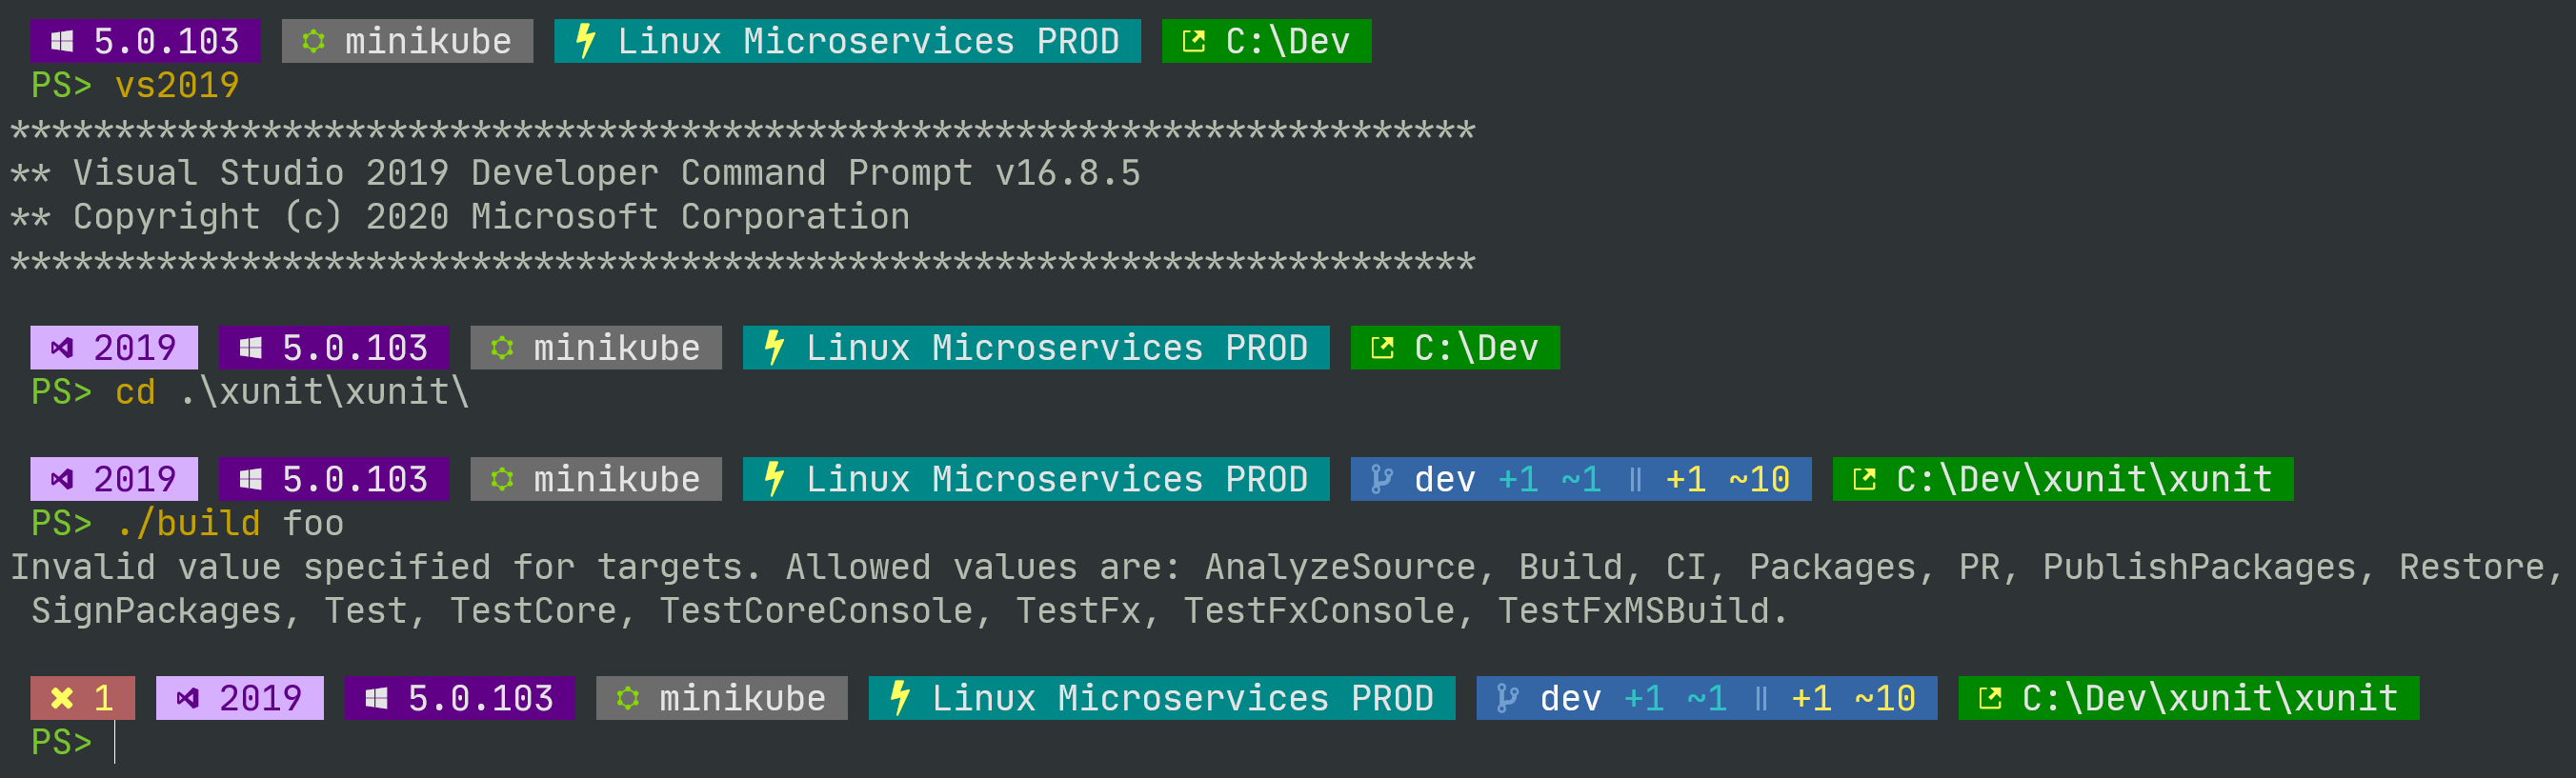 5.0.103 minikube Linux Microservices PROD C:\Dev
PS> vs2019
**********************************************************************
** Visual Studio 2019 Developer Command Prompt v16.8.5
** Copyright (c) 2020 Microsoft Corporation
**********************************************************************
2019 5.0.103 minikube Linux Microservices PROD C:\Dev
PS> cd .\xunit\xunit\
2019 5.0.103 minikube Linux Microservices PROD dev +1 ~1 || +1 ~10 C:\Dev\xunit\xunit
PS> ./build foo
Invalid value specified for targets. Allowed values are: AnalyzeSource, Build, CI, Packages, PR, PublishPackages, Restore,
SignPackages, Test, TestCore, TestCoreConsole, TestFx, TestFxConsole, TestFxMSBuild.
✖ 1 2019 5.0.103 minikube Linux Microservices PROD dev +1 ~1 || +1 ~10 C:\Dev\xunit\xunit
PS>